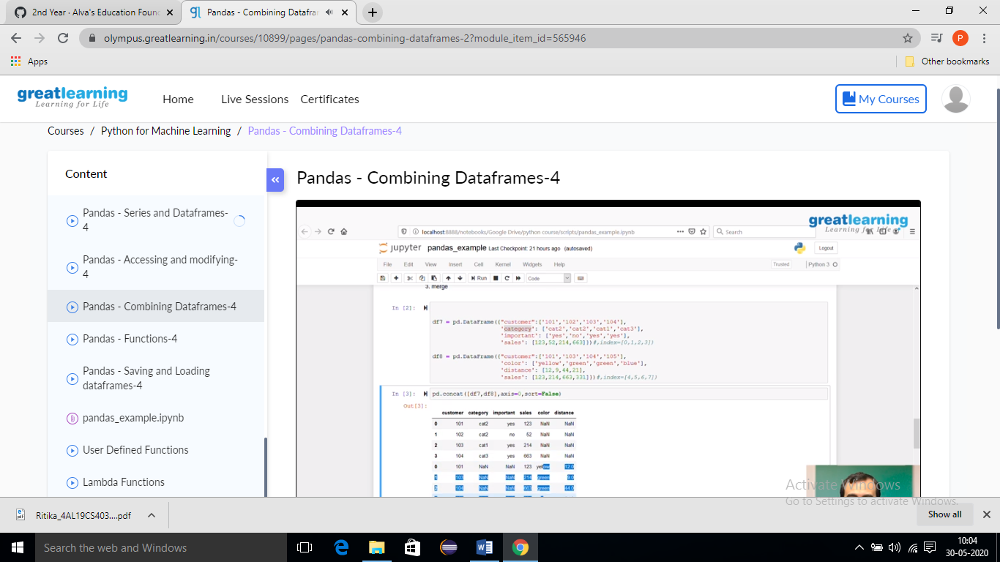 2nd Year · Alva's Education Foun
Pandas - Combining Datafra
olympus.greatlearning.in/courses/10899/pages/pandas-combining-dataframes-2?module_item_id=565946
P
Apps
Other bookmarks
greatlearning
Learning for Life
Home
Live Sessions
Certificates
My Courses
Courses / Python for Machine Learning / Pandas - Combining Dataframes-4
Content
Pandas - Series and Dataframes-
4
Pandas - Accessing and modifying-
4
Pandas - Combining Dataframes-4
Pandas - Functions-4
Pandas - Saving and Loading
dataframes-4
pandas_example.ipynb
User Defined Functions
Lambda Functions
Pandas - Combining Dataframes-4
greatlearning
Learning for Life
localhost:8888/notebooks/Google Drive/python course/scripts/pandas_example.ipynb
Search
jupyter pandas_example Last Checkpoint: 21 hours ago (autosaved)
Logout
File Edit View Insert Cell Kernel Widgets Help
Trusted
Python 3
Run
Code
3. merge
In [2]:
df7 = pd.DataFrame({"customer":['101','102','103','104'],
'category': ['cat2','cat2','cat1','cat3'],
'important': ['yes','no','yes','yes'],
'sales': [123,52,214,663]})#,index=[0,1,2,3])
df8 = pd.DataFrame({"customer":['101','103','104','105'],
'color': ['yellow','green','green','blue'],
'distance': [12,9,44,21],
'sales': [123,214,663,331]})#,index=[4,5,6,7])
In [3]: pd.concat([df7,df8],axis=0,sort=False)
Out[3]:
customer category important sales color distance
0 101 cat2 yes 123 NaN NaN
1 102 cat2 no 52 NaN NaN
2 103 cat1 yes 214 NaN NaN
3 104 cat3 yes 663 NaN NaN
0 101 NaN NaN 123 yellow 12.0
1 103 NaN NaN 214 green 9.0
2 104 NaN NaN 663 green 44.0
Activate Windows
Go to Settings to activate Windows.
Ritika_4AL19CS403....pdf
Show all
Search the web and Windows
10:04
30-05-2020